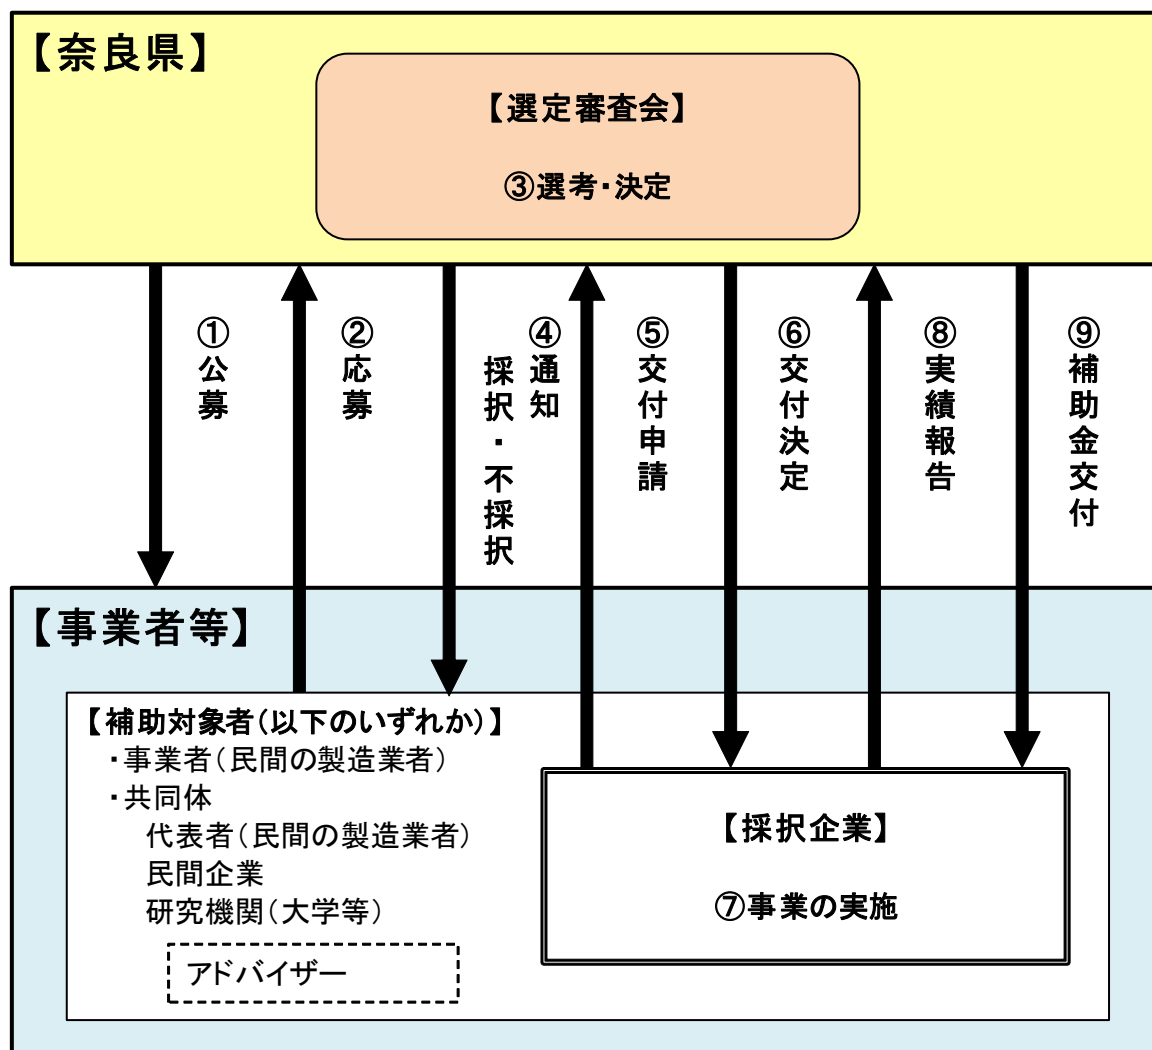 【奈良県】
【選定審査会】
③選考・決定
①公募
②応募
④通知
採択・不採択
⑤交付申請
⑥交付決定
⑧実績報告
⑨補助金交付
【事業者等】
【補助対象者（以下のいずれか）】
・事業者（民間の製造業者）
・共同体
代表者（民間の製造業者）
民間企業
研究機関（大学等）
アドバイザー
【採択企業】
⑦事業の実施